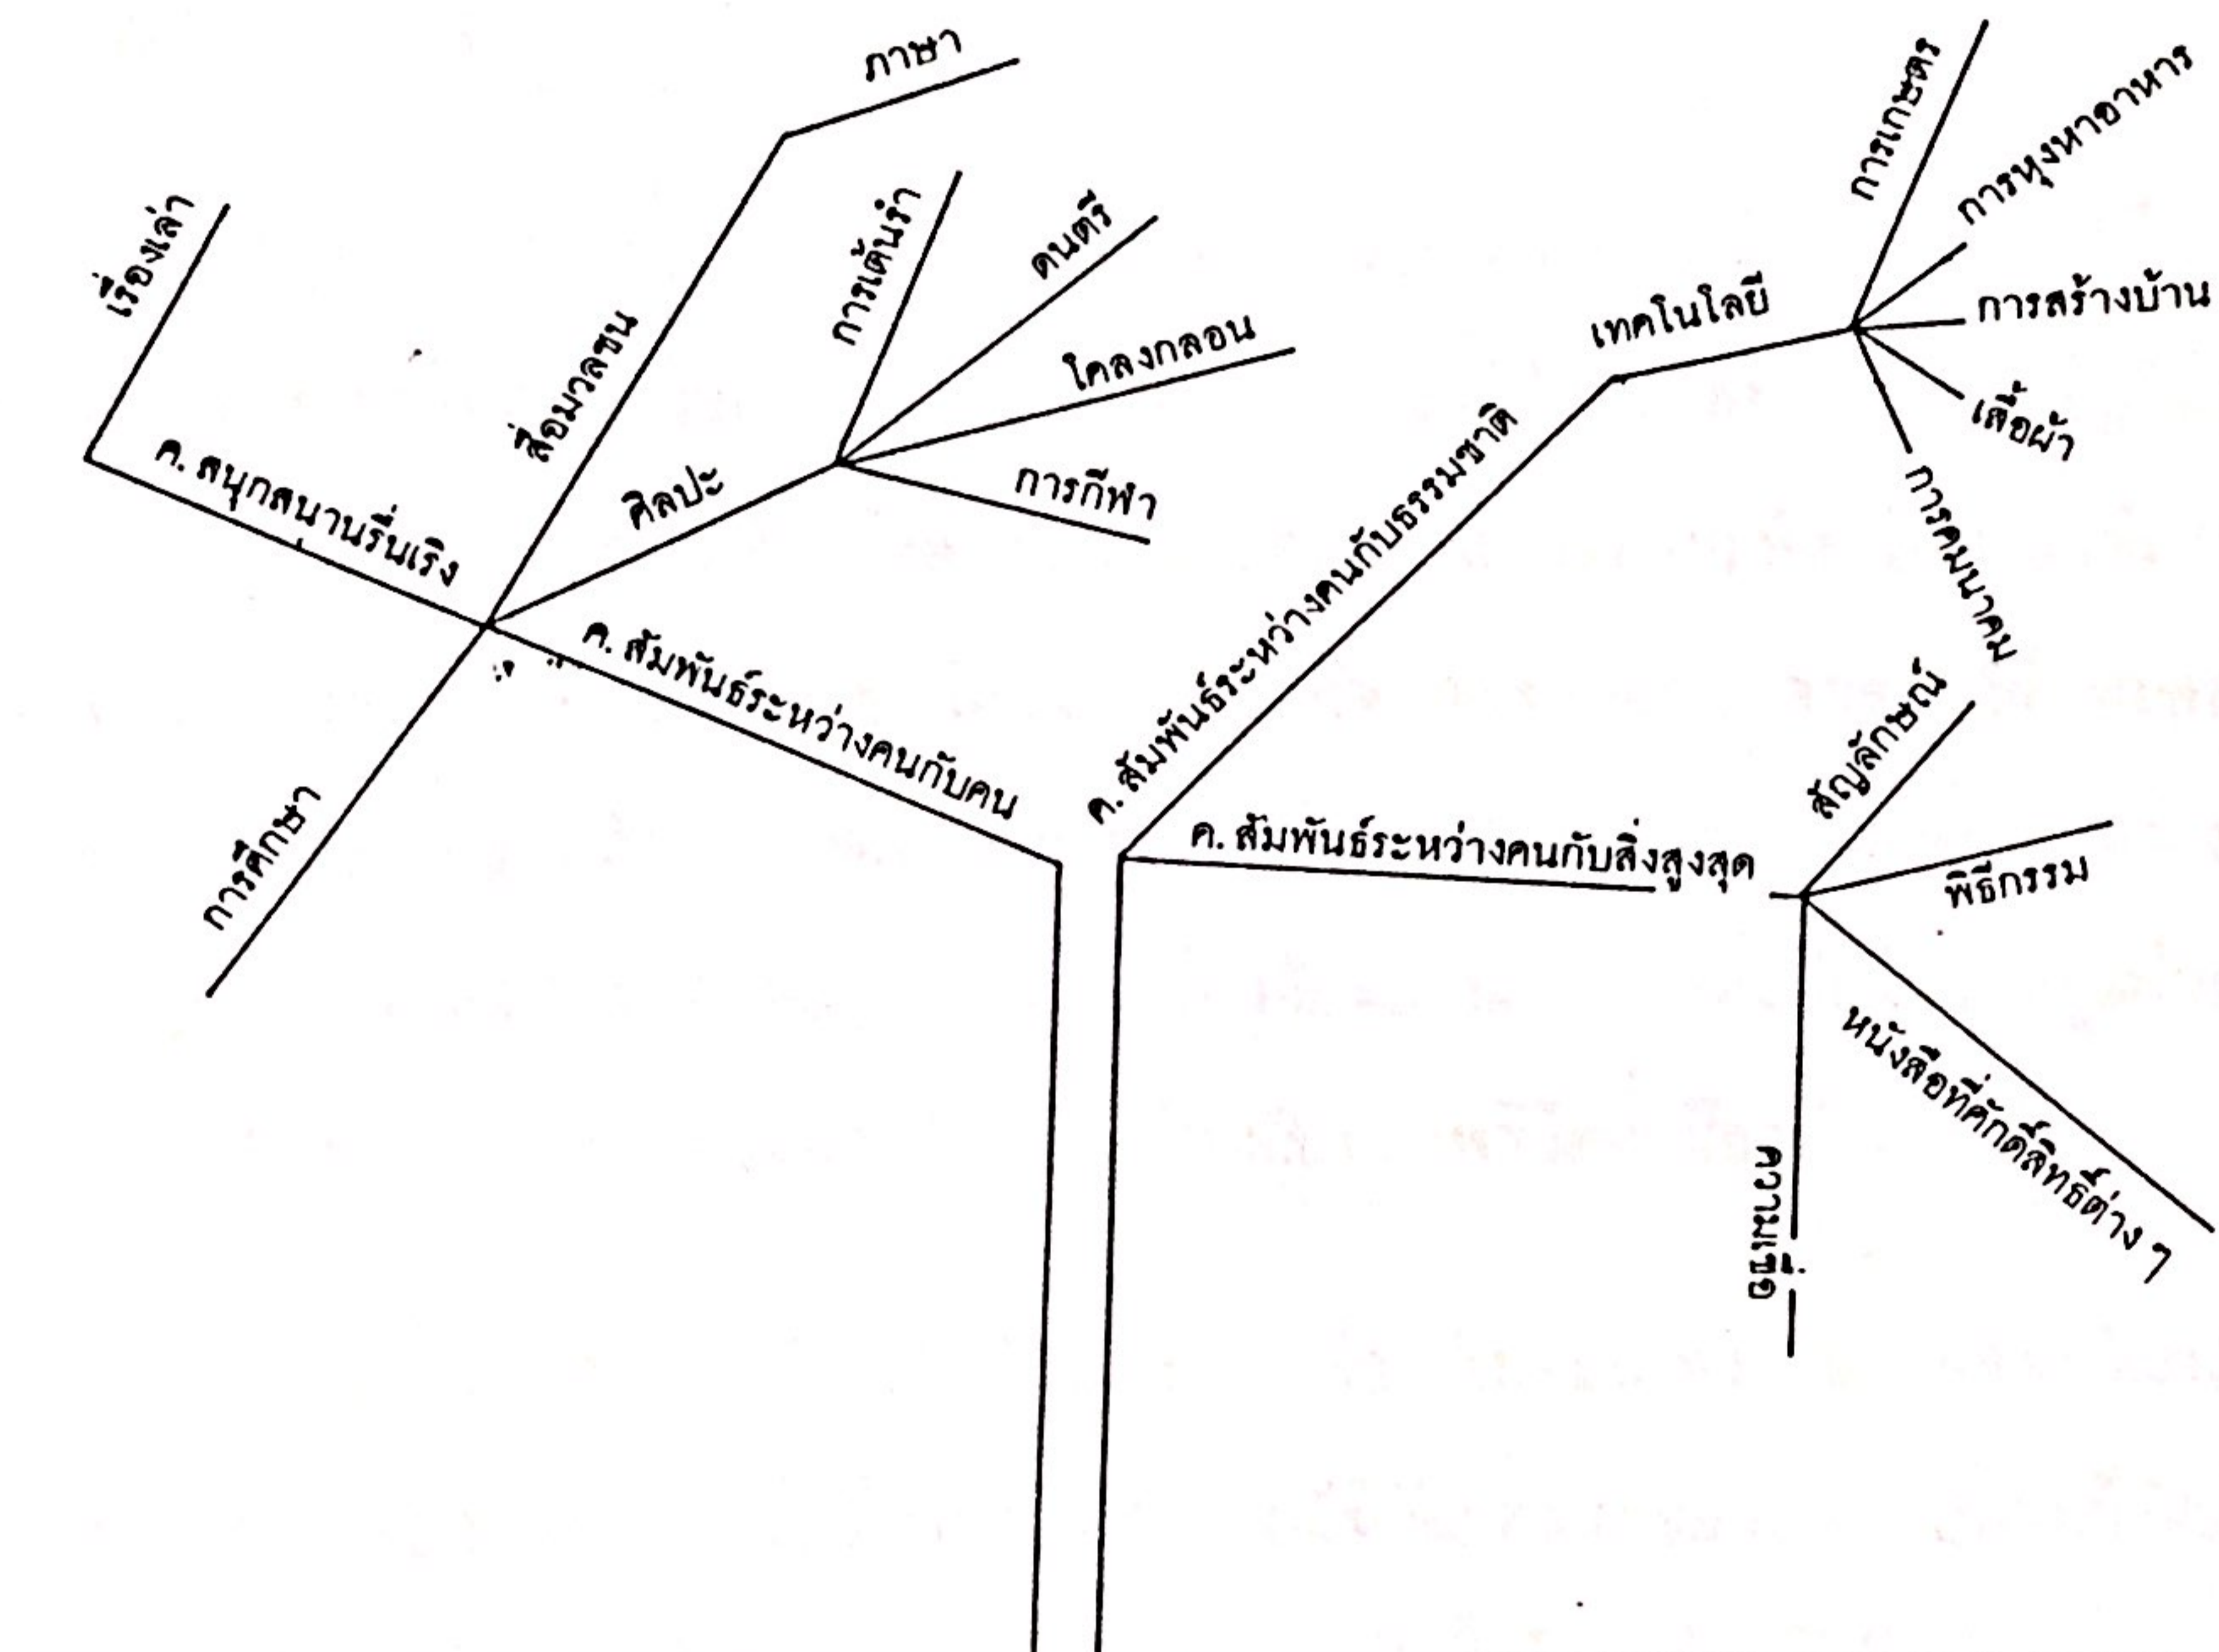 ภาษา
การเกษตร
การหุงหาอาหาร
เรื่องเล่า
การเต้นรำ
ดนตรี
สื่อมวลชน
โคลงกลอน
เทคโนโลยี
การสร้างบ้าน
เสื้อผ้า
ค. สนุกสนานรื่นเริง
ศิลปะ
การกีฬา
การคมนาคม
ค. สัมพันธ์ระหว่างคนกับคน
ค. สัมพันธ์ระหว่างคนกับธรรมชาติ
การศึกษา
ค. สัมพันธ์ระหว่างคนกับสิ่งสูงสุด
สัญลักษณ์
พิธีกรรม
หนังสือที่ศักดิ์สิทธิ์ต่าง ๆ
ความเชื่อ